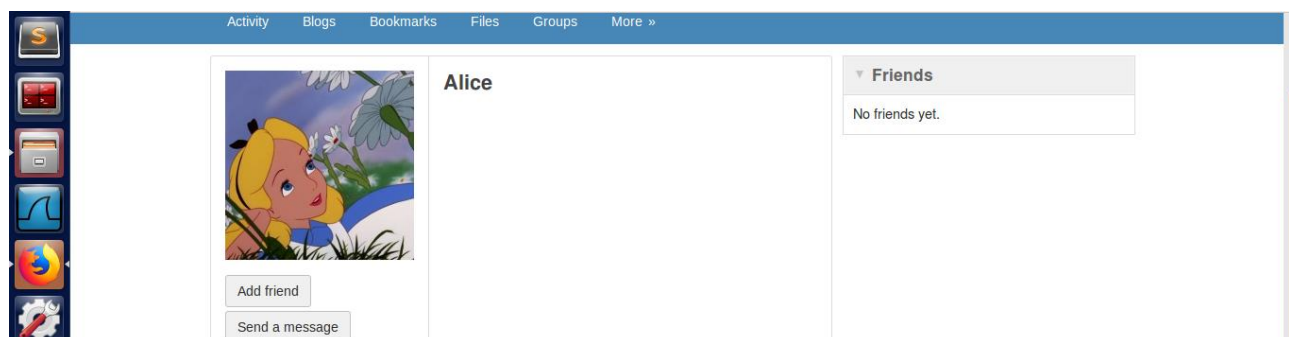 Activity Blogs Bookmarks Files Groups More »
Alice
Friends
No friends yet.
Add friend
Send a message